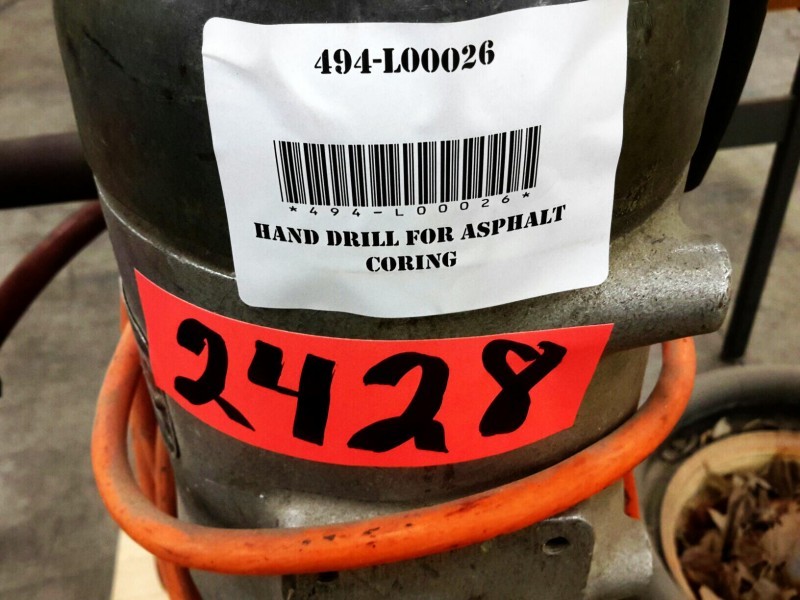 494-L00026
*494-L00026*
HAND DRILL FOR ASPHALT
CORING
2428